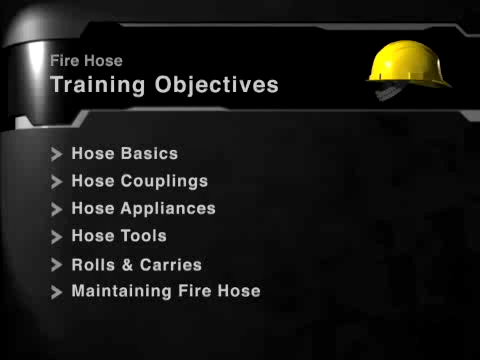 Fire Hose
Training Objectives
Hose Basics
Hose Couplings
Hose Appliances
Hose Tools
Rolls & Carries
Maintaining Fire Hose